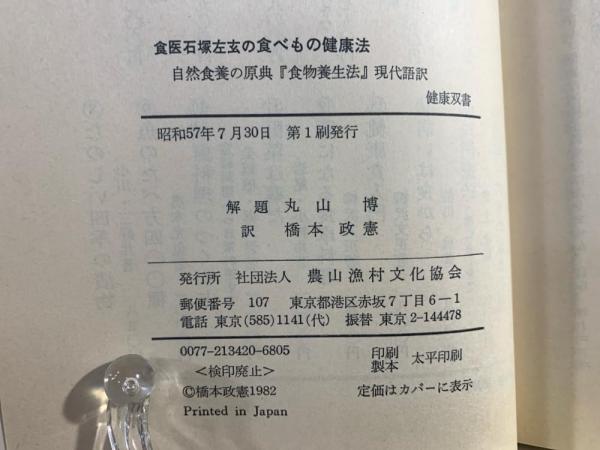 食医石塚左玄の食べもの健康法
自然食養の原典『食物養生法』現代語訳
健康双書
昭和57年7月30日 第1刷発行
解題 丸山 博
訳 橋本政憲
発行所 社団法人 農山漁村文化協会
郵便番号 107 東京都港区赤坂7丁目6−1
電話 東京(585)1141(代) 振替 東京2-144478
0077-213420-6805
<検印廃止>
©橋本政憲1982
Printed in Japan
印刷
製本 太平印刷
定価はカバーに表示